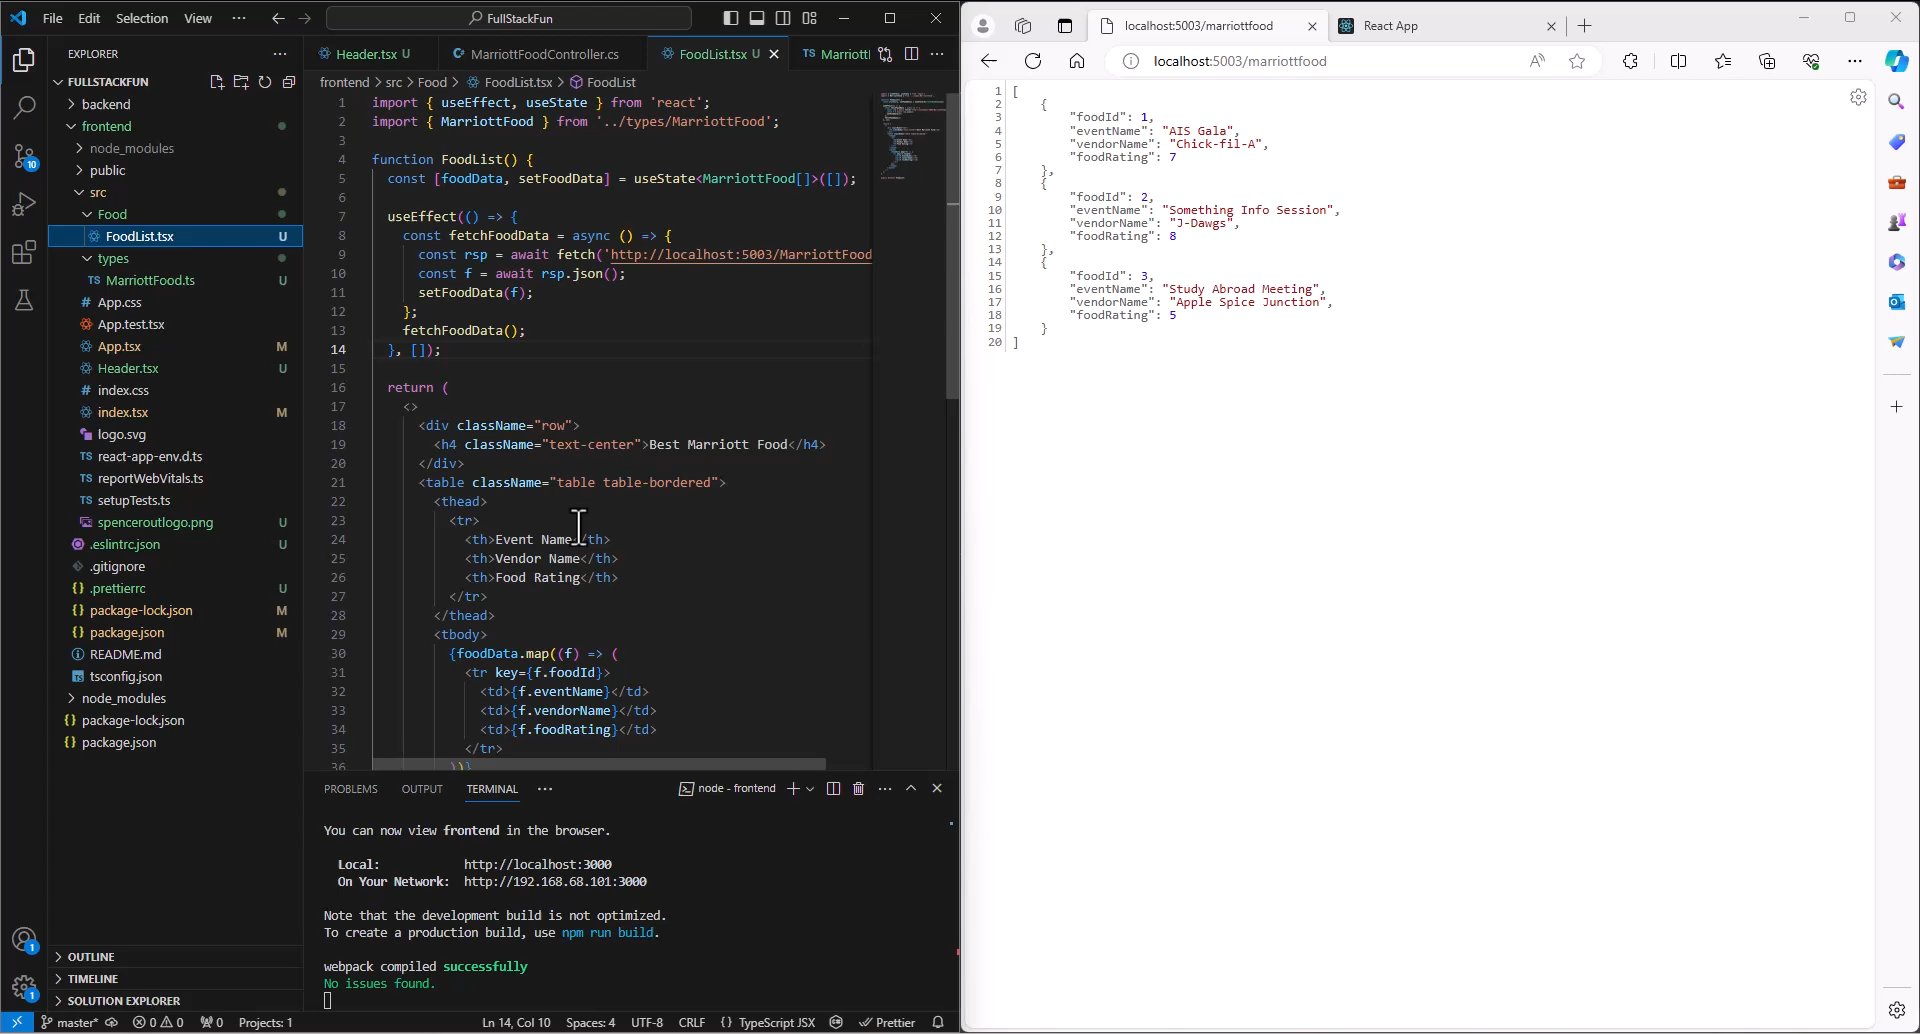 File Edit Selection View ··· FullStackFun
EXPLORER ···
FULLSTACKFUN
backend
frontend
node_modules
public
src
Food
FoodList.tsx U
types
TS MarriottFood.ts U
# App.css
App.test.tsx
App.tsx M
Header.tsx U
# index.css
index.tsx M
logo.svg
TS react-app-env.d.ts
TS reportWebVitals.ts
TS setupTests.ts
spenceroutlogo.png U
.eslintrc.json U
.gitignore
{} .prettierrc U
{} package-lock.json M
{} package.json M
README.md
tsconfig.json
node_modules
{} package-lock.json
{} package.json
OUTLINE
TIMELINE
SOLUTION EXPLORER
10
1
1
Header.tsx U MarriottFoodController.cs FoodList.tsx U TS Marriottl ···
frontend > src > Food > FoodList.tsx > FoodList
1 import { useEffect, useState } from 'react';
2 import { MarriottFood } from '../types/MarriottFood';
3
4 function FoodList() {
5 const [foodData, setFoodData] = useState<MarriottFood[]>([]);
6
7 useEffect(() => {
8 const fetchFoodData = async () => {
9 const rsp = await fetch('http://localhost:5003/MarriottFood
10 const f = await rsp.json();
11 setFoodData(f);
12 };
13 fetchFoodData();
14 }, []);
15
16 return (
17 <>
18 <div className="row">
19 <h4 className="text-center">Best Marriott Food</h4>
20 </div>
21 <table className="table table-bordered">
22 <thead>
23 <tr>
24 <th>Event Name</th>
25 <th>Vendor Name</th>
26 <th>Food Rating</th>
27 </tr>
28 </thead>
29 <tbody>
30 {foodData.map((f) => (
31 <tr key={f.foodId}>
32 <td>{f.eventName}</td>
33 <td>{f.vendorName}</td>
34 <td>{f.foodRating}</td>
35 </tr>
36 ))}
PROBLEMS OUTPUT TERMINAL ··· node - frontend ···
You can now view frontend in the browser.
Local: http://localhost:3000
On Your Network: http://192.168.68.101:3000
Note that the development build is not optimized.
To create a production build, use npm run build.
webpack compiled successfully
No issues found.
master* 0 0 0 Projects: 1 Ln 14, Col 10 Spaces: 4 UTF-8 CRLF {} TypeScript JSX Prettier
localhost:5003/marriottfood React App
localhost:5003/marriottfood
1 [
2 {
3 "foodId": 1,
4 "eventName": "AIS Gala",
5 "vendorName": "Chick-fil-A",
6 "foodRating": 7
7 },
8 {
9 "foodId": 2,
10 "eventName": "Something Info Session",
11 "vendorName": "J-Dawgs",
12 "foodRating": 8
13 },
14 {
15 "foodId": 3,
16 "eventName": "Study Abroad Meeting",
17 "vendorName": "Apple Spice Junction",
18 "foodRating": 5
19 }
20 ]